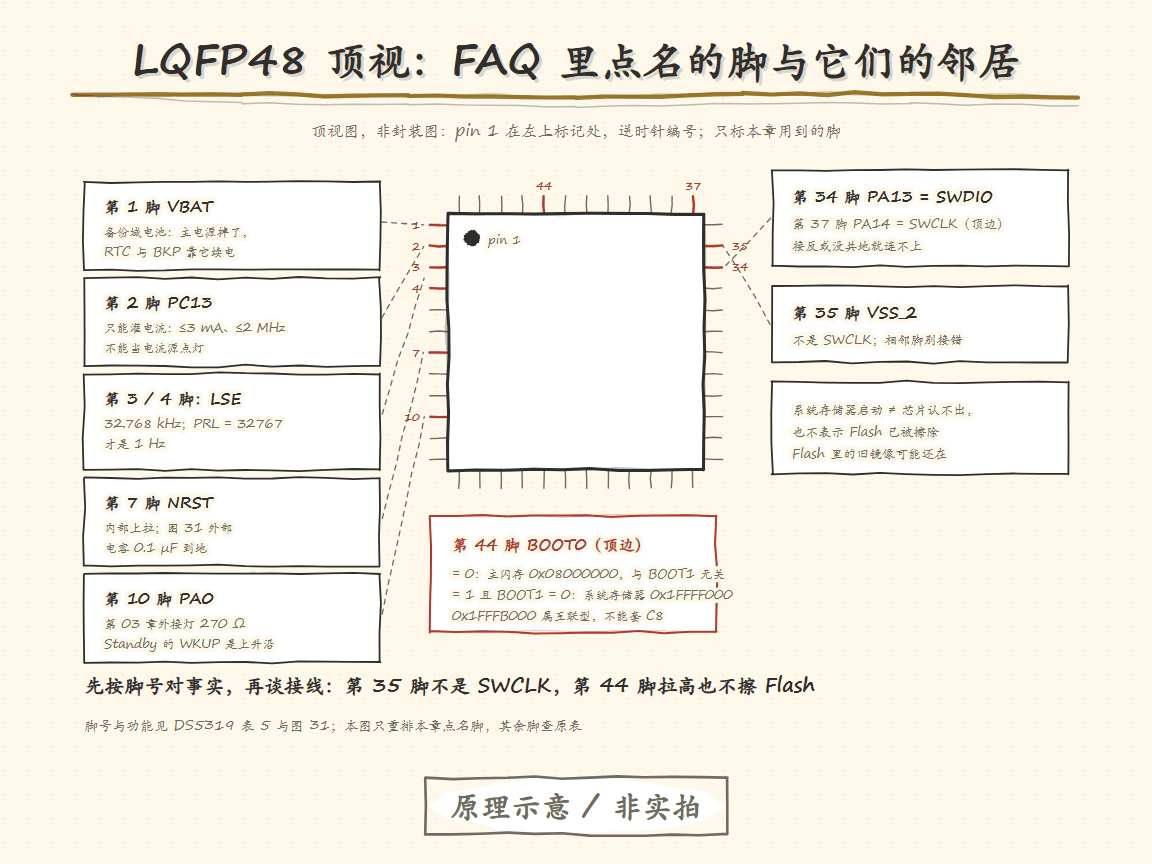 LQFP48 顶视：FAQ 里点名的脚与它们的邻居
顶视图，非封装图：pin 1 在左上标记处，逆时针编号；只标本章用到的脚
第 1 脚 VBAT
备份域电池：主电源掉了，
RTC 与 BKP 靠它续电
第 2 脚 PC13
只能灌电流：≤3 mA、≤2 MHz
不能当电流源点灯
第 3 / 4 脚：LSE
32.768 kHz；PRL = 32767
才是 1 Hz
第 7 脚 NRST
内部上拉；图 31 外部
电容 0.1 µF 到地
第 10 脚 PA0
第 03 章外接灯 270 Ω
Standby 的 WKUP 是上升沿
44
37
1
2
3
4
7
10
pin 1
35
34
第 34 脚 PA13 = SWDIO
第 37 脚 PA14 = SWCLK（顶边）
接反或没共地就连不上
第 35 脚 VSS_2
不是 SWCLK；相邻脚别接错
系统存储器启动 ≠ 芯片认不出，
也不表示 Flash 已被擦除
Flash 里的旧镜像可能还在
第 44 脚 BOOT0（顶边）
= 0：主闪存 0x08000000，与 BOOT1 无关
= 1 且 BOOT1 = 0：系统存储器 0x1FFFF000
0x1FFFB000 属互联型，不能套 C8
先按脚号对事实，再谈接线：第 35 脚不是 SWCLK，第 44 脚拉高也不擦 Flash
脚号与功能见 DS5319 表 5 与图 31；本图只重排本章点名脚，其余脚查原表
原理示意 / 非实拍